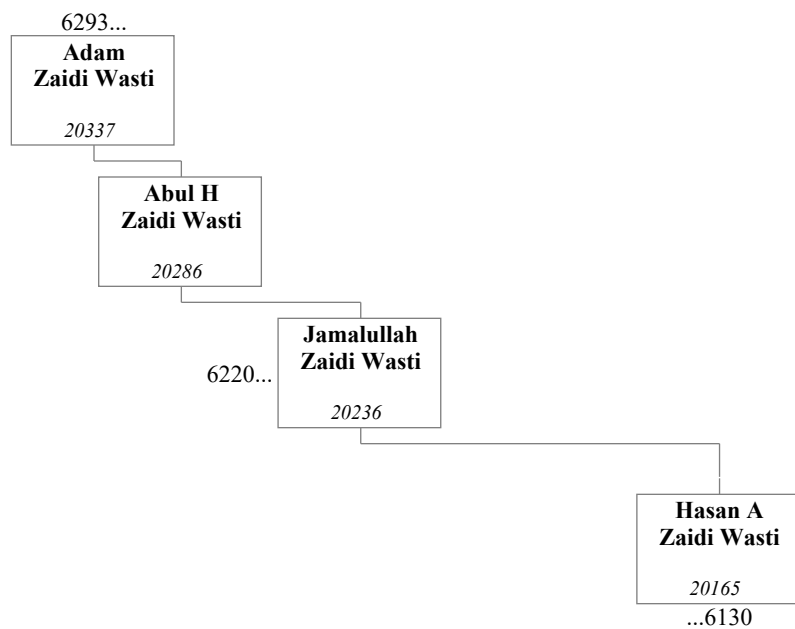 6293...
Adam
Zaidi Wasti
20337
Abul H
Zaidi Wasti
20286
Jamalullah
Zaidi Wasti
6220...
20236
Hasan A
Zaidi Wasti
20165
...6130